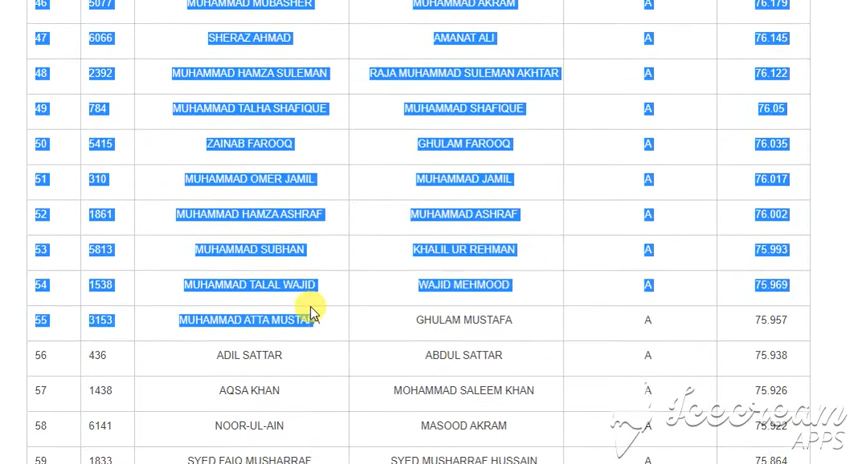 46 5077 MUHAMMAD MUBASHER MUHAMMAD AKRAM A 76.179
47 6066 SHERAZ AHMAD AMANAT ALI A 76.145
48 2392 MUHAMMAD HAMZA SULEMAN RAJA MUHAMMAD SULEMAN AKHTAR A 76.122
49 784 MUHAMMAD TALHA SHAFIQUE MUHAMMAD SHAFIQUE A 76.05
50 5415 ZAINAB FAROOQ GHULAM FAROOQ A 76.035
51 310 MUHAMMAD OMER JAMIL MUHAMMAD JAMIL A 76.017
52 1861 MUHAMMAD HAMZA ASHRAF MUHAMMAD ASHRAF A 76.002
53 5813 MUHAMMAD SUBHAN KHALIL UR REHMAN A 75.993
54 1538 MUHAMMAD TALAL WAJID WAJID MEHMOOD A 75.969
55 3153 MUHAMMAD ATTA MUSTAFA GHULAM MUSTAFA A 75.957
56 436 ADIL SATTAR ABDUL SATTAR A 75.938
57 1438 AQSA KHAN MOHAMMAD SALEEM KHAN A 75.926
58 6141 NOOR-UL-AIN MASOOD AKRAM A 75.922
59 1833 SYED FAIQ MUSHARRAF SYED MUSHARRAF HUSSAIN A 75.864
Icecream
APPS